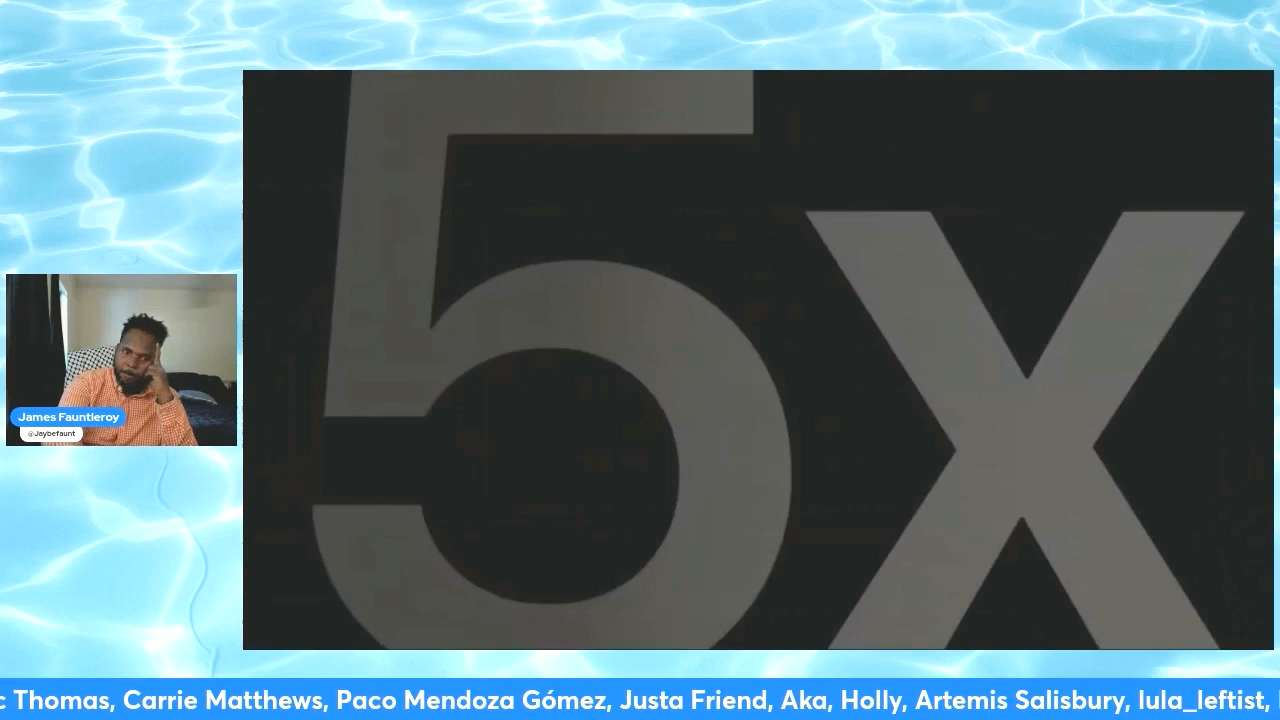 5x
James Fauntleroy
@Jaybefaunt
c Thomas, Carrie Matthews, Paco Mendoza Gómez, Justa Friend, Aka, Holly, Artemis Salisbury, lula_leftist,